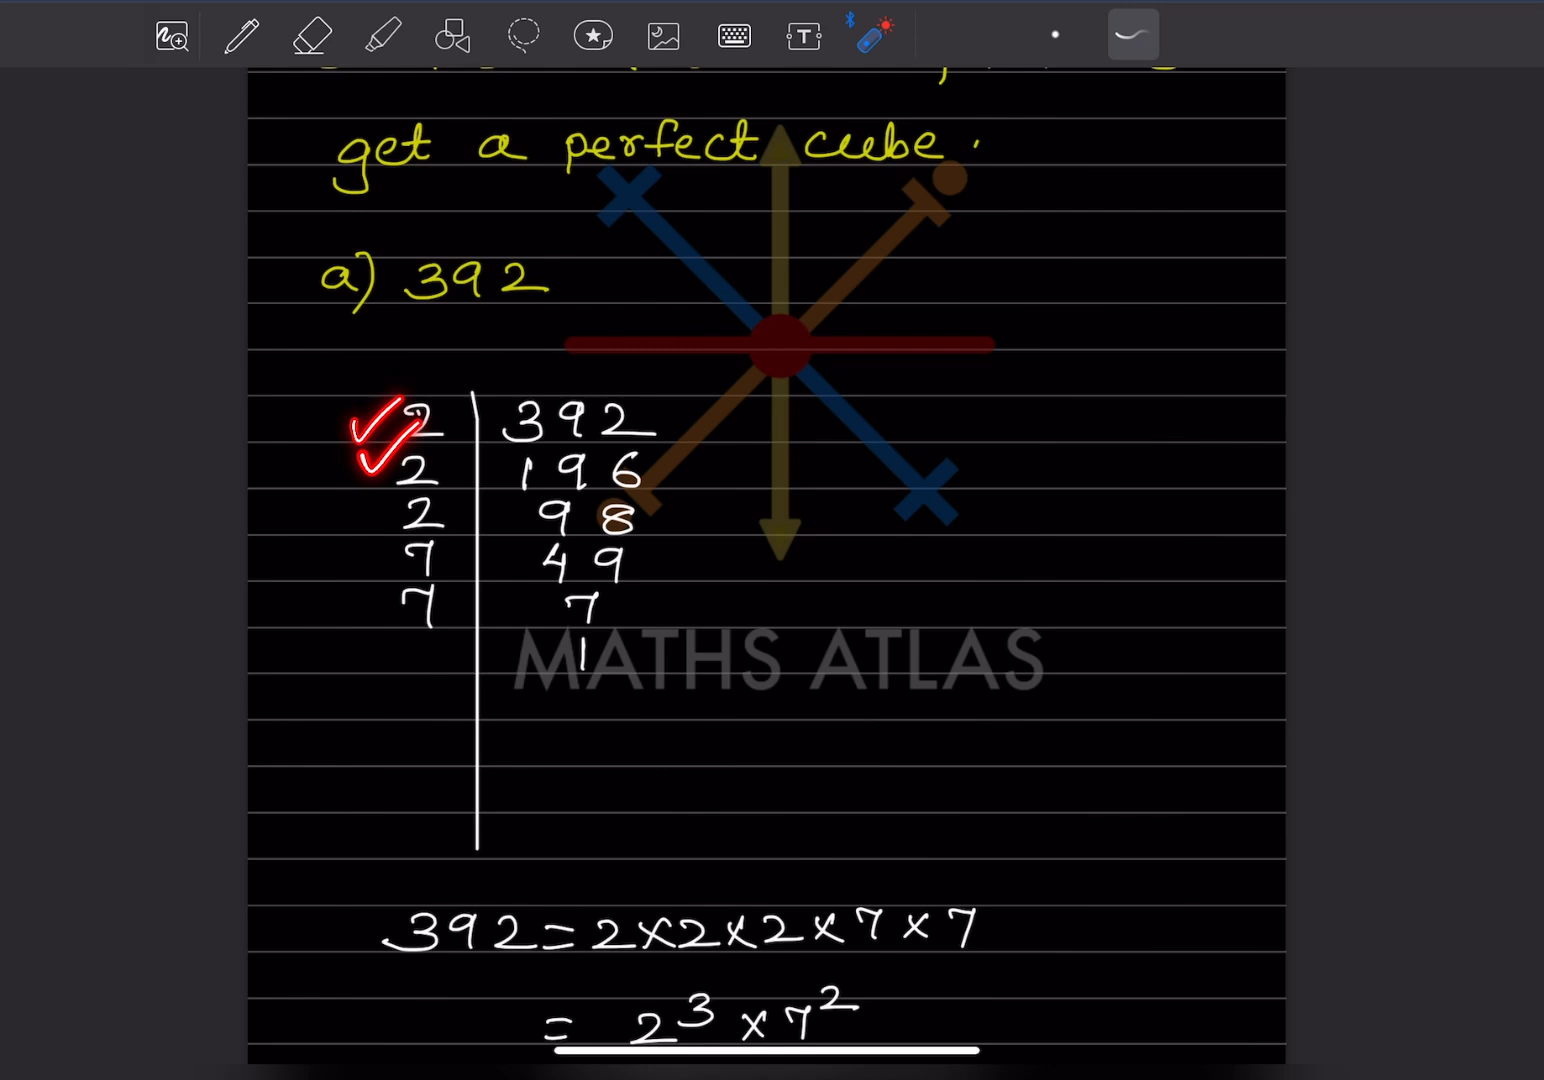 get a perfect cube.
a) 392
2 | 392
2 | 196
2 | 98
7 | 49
7 | 7
1
MATHS ATLAS
392 = 2 × 2 × 2 × 7 × 7
= 2³ × 7²